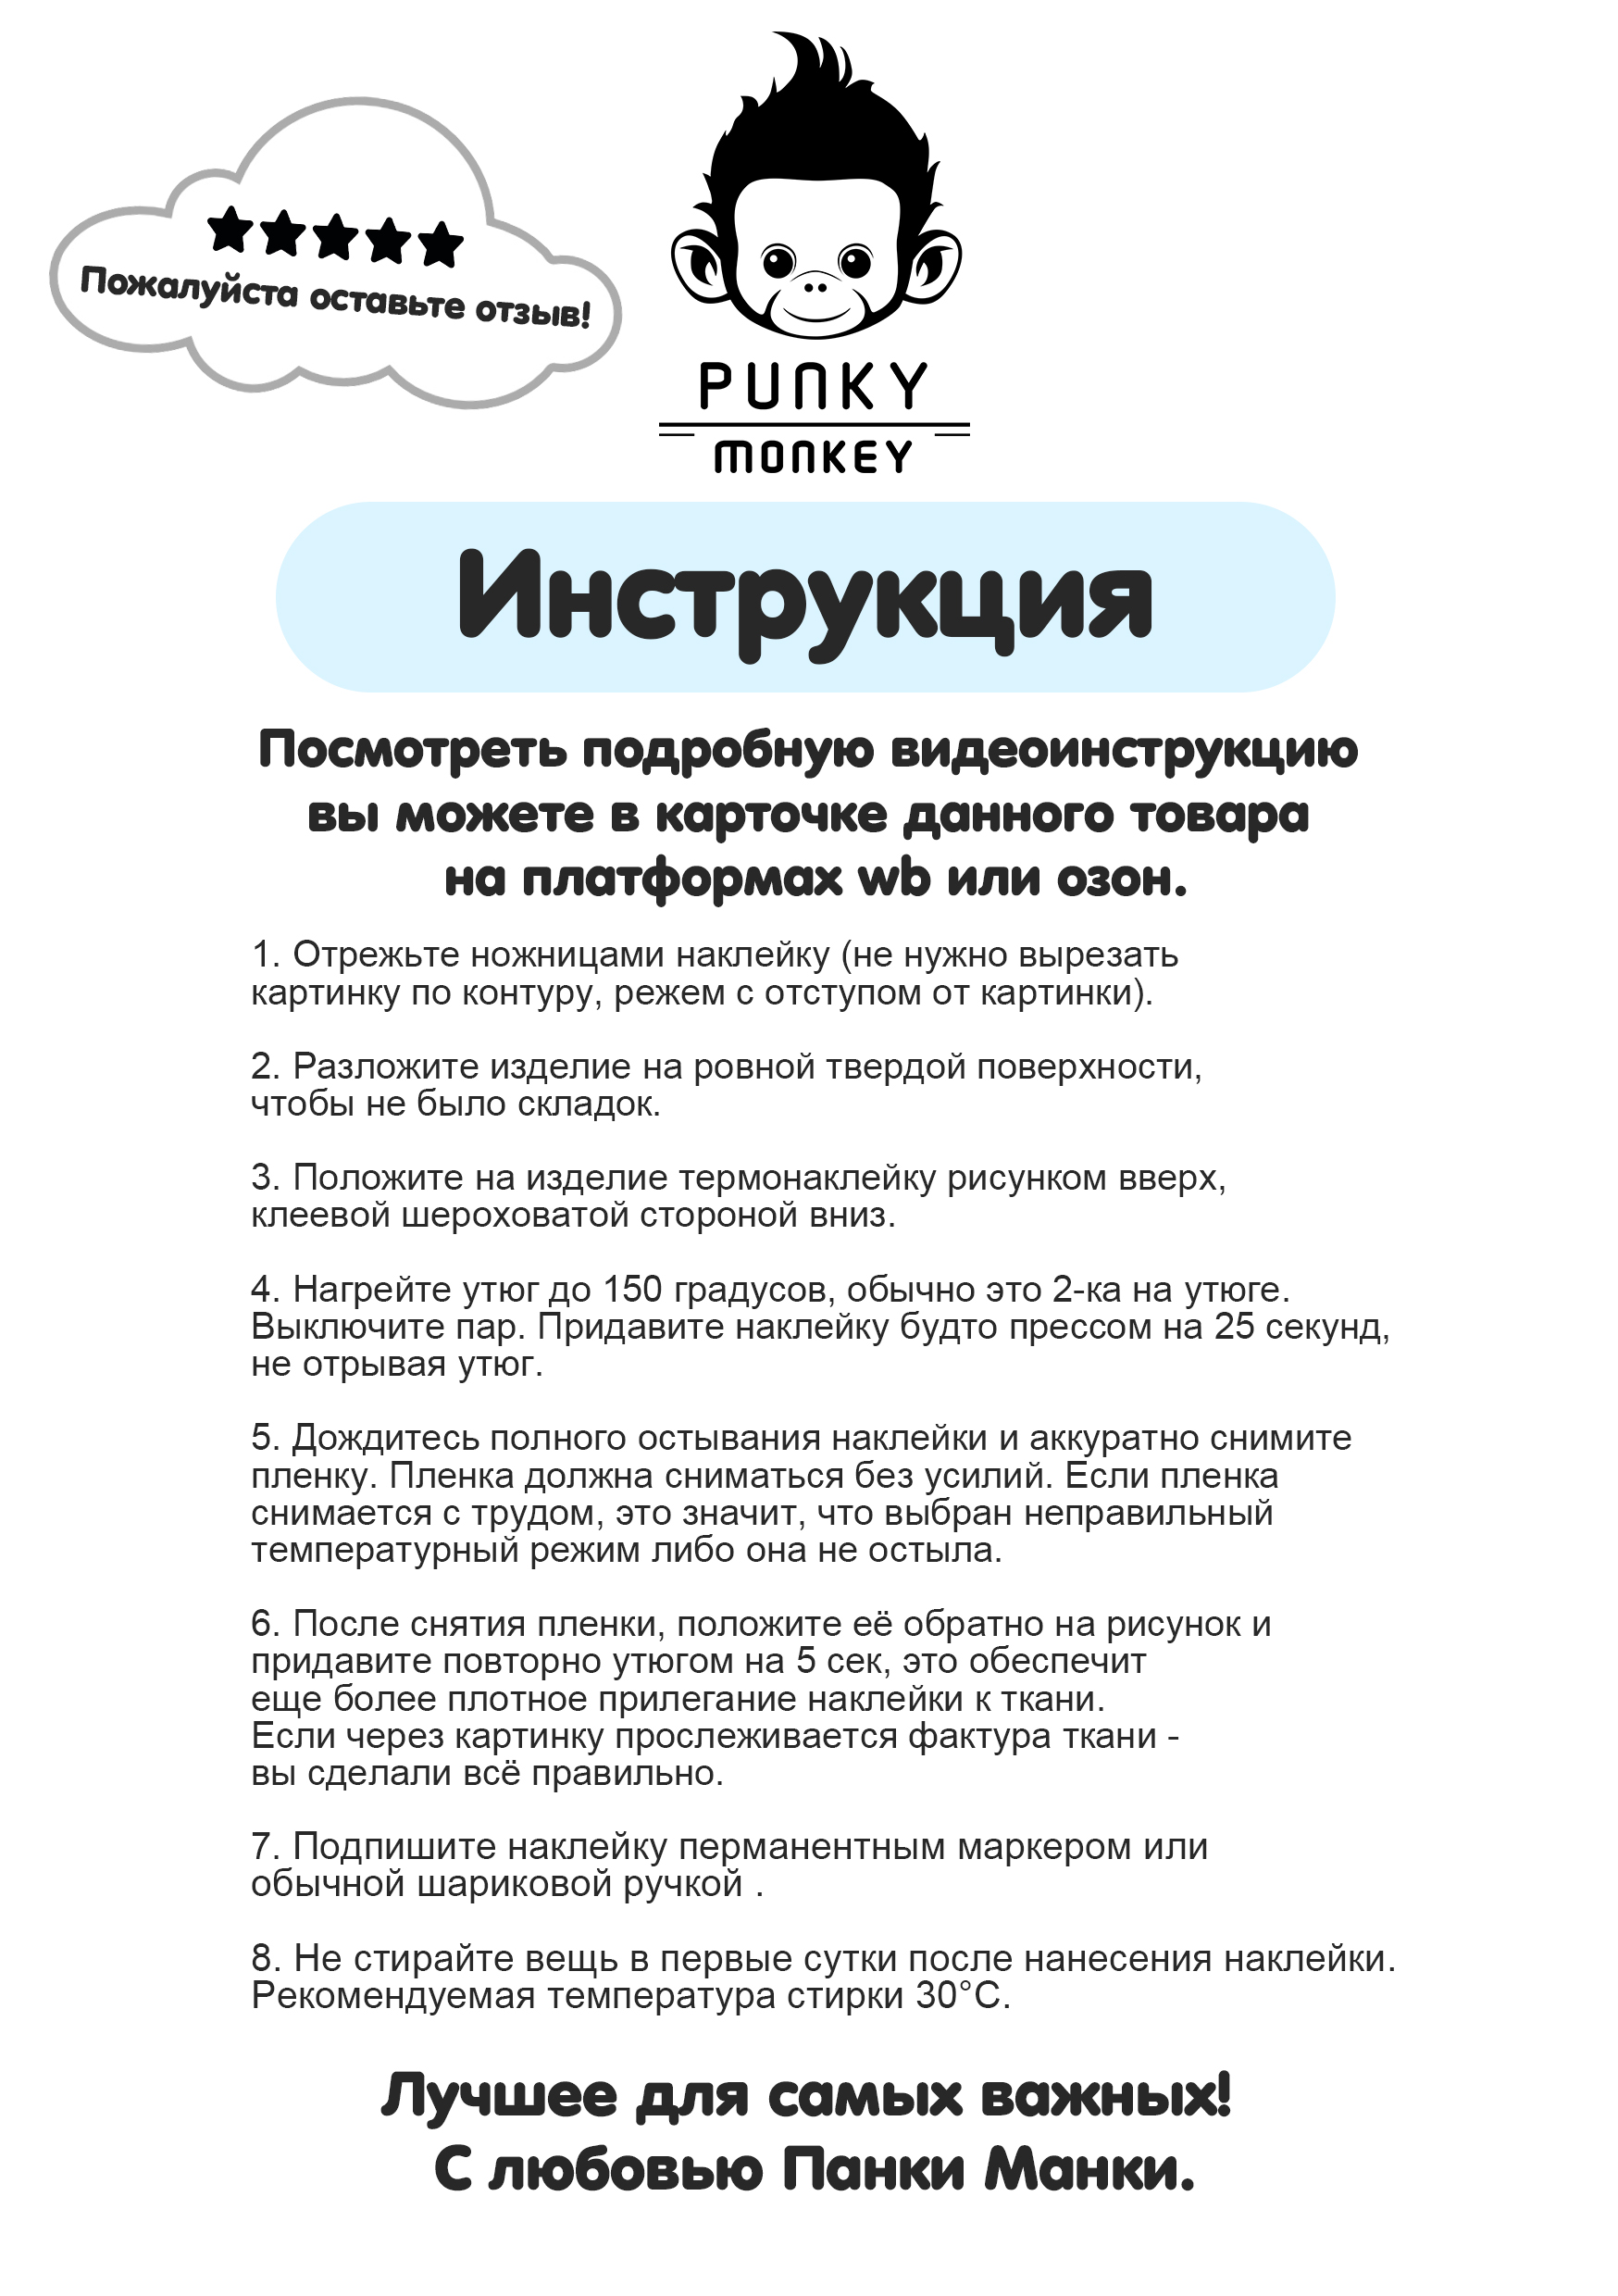 Пожалуйста оставьте отзыв!
PUNKY
MONKEY
Инструкция
Посмотреть подробную видеоинструкцию
вы можете в карточке данного товара
на платформах wb или озон.
1. Отрежьте ножницами наклейку (не нужно вырезать
картинку по контуру, режем с отступом от картинки).
2. Разложите изделие на ровной твердой поверхности,
чтобы не было складок.
3. Положите на изделие термонаклейку рисунком вверх,
клеевой шероховатой стороной вниз.
4. Нагрейте утюг до 150 градусов, обычно это 2-ка на утюге.
Выключите пар. Придавите наклейку будто прессом на 25 секунд,
не отрывая утюг.
5. Дождитесь полного остывания наклейки и аккуратно снимите
пленку. Пленка должна сниматься без усилий. Если пленка
снимается с трудом, это значит, что выбран неправильный
температурный режим либо она не остыла.
6. После снятия пленки, положите её обратно на рисунок и
придавите повторно утюгом на 5 сек, это обеспечит
еще более плотное прилегание наклейки к ткани.
Если через картинку прослеживается фактура ткани -
вы сделали всё правильно.
7. Подпишите наклейку перманентным маркером или
обычной шариковой ручкой .
8. Не стирайте вещь в первые сутки после нанесения наклейки.
Рекомендуемая температура стирки 30°С.
Лучшее для самых важных!
С любовью Панки Манки.